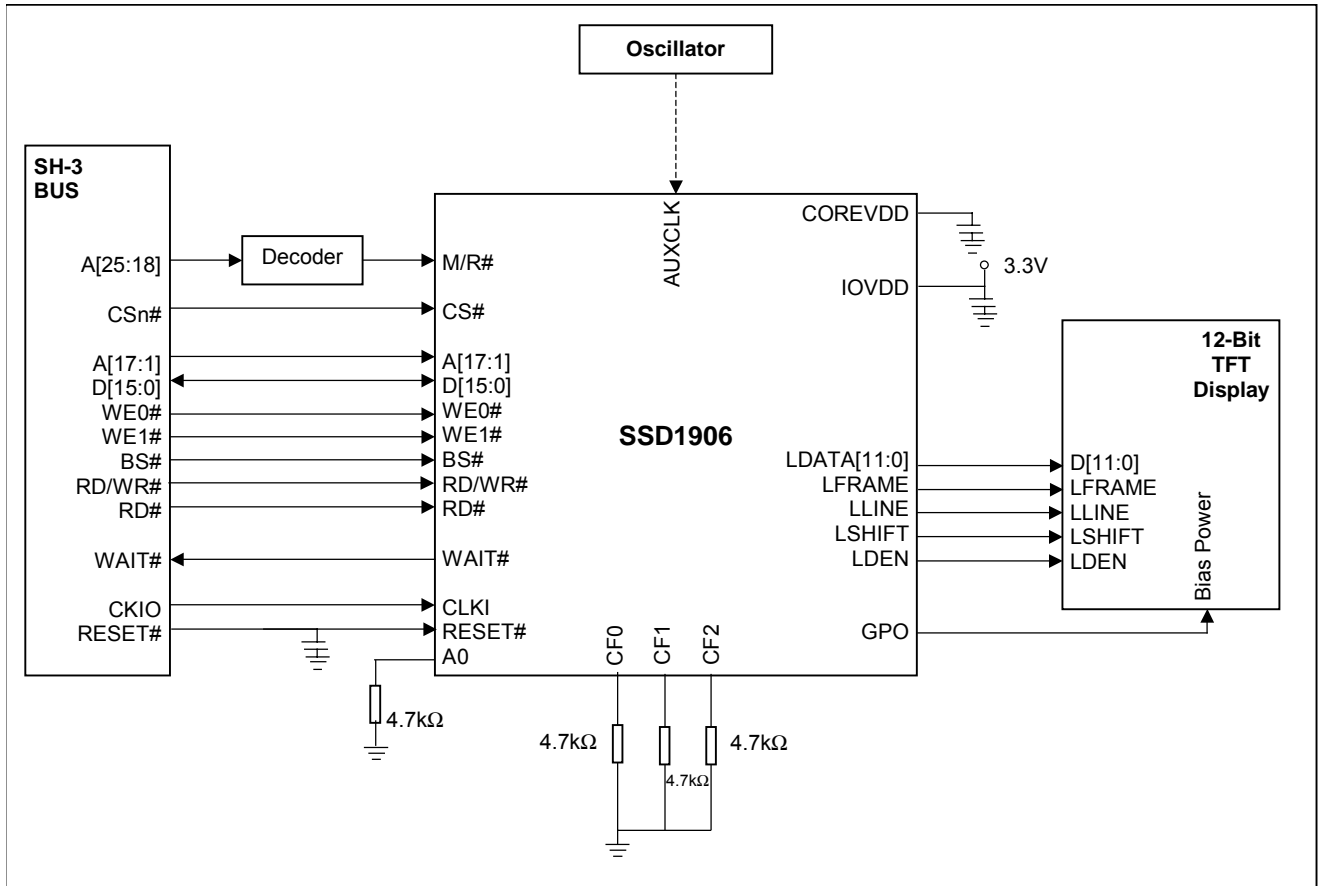 Oscillator
SH-3
BUS
A[25:18]
CSn#
A[17:1]
D[15:0]
WE0#
WE1#
BS#
RD/WR#
RD#
WAIT#
CKIO
RESET#
Decoder
M/R#
CS#
A[17:1]
D[15:0]
WE0#
WE1#
BS#
RD/WR#
RD#
WAIT#
CLKI
RESET#
A0
4.7kΩ
AUXCLK
SSD1906
CF0
CF1
CF2
4.7kΩ
4.7kΩ
4.7kΩ
COREVDD
IOVDD
3.3V
LDATA[11:0]
LFRAME
LLINE
LSHIFT
LDEN
GPO
12-Bit
TFT
Display
D[11:0]
LFRAME
LLINE
LSHIFT
LDEN
Bias Power